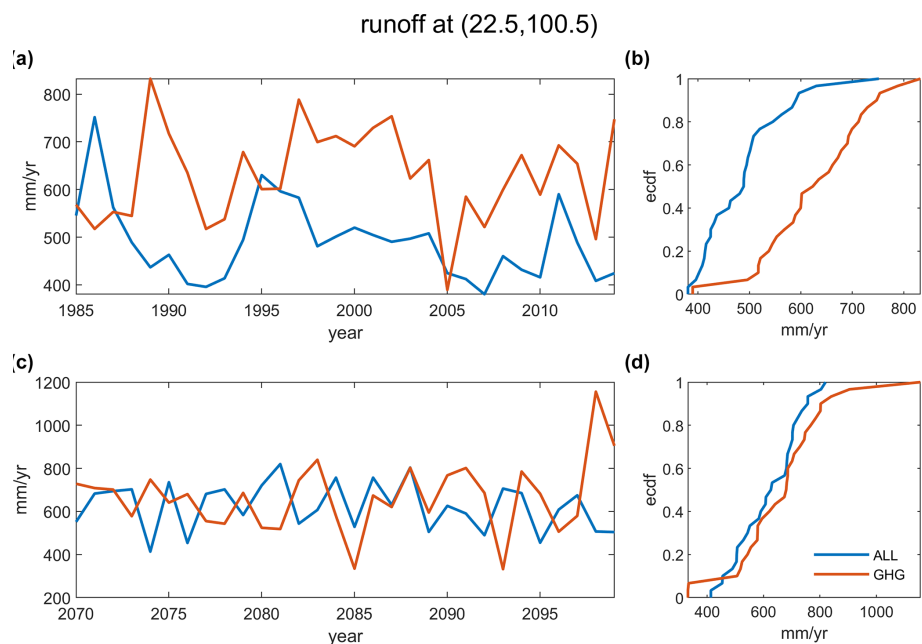 runoff at (22.5,100.5)
(a)
800
700
600
500
400
mm/yr
1985 1990 1995 2000 2005 2010
year
(b)
1
0.8
0.6
0.4
0.2
0
ecdf
400 500 600 700 800
mm/yr
(c)
1200
1000
800
600
400
200
mm/yr
2070 2075 2080 2085 2090 2095
year
(d)
1
0.8
0.6
0.4
0.2
0
ecdf
ALL
GHG
400 600 800 1000
mm/yr